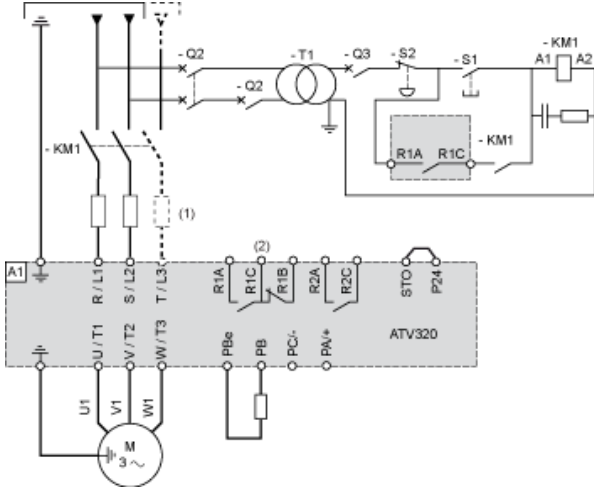 - Q2
- T1
- Q3
- S2
- S1
- KM1
A1
A2
- Q2
- KM1
R1A
R1C
- KM1
(1)
(2)
A1
R / L1
S / L2
T / L3
R1A
R1C
R1B
R2A
R2C
STO
P24
ATV320
U / T1
V / T2
W / T3
PBe
PB
PC/-
PA/+
U1
V1
W1
M
3 ~